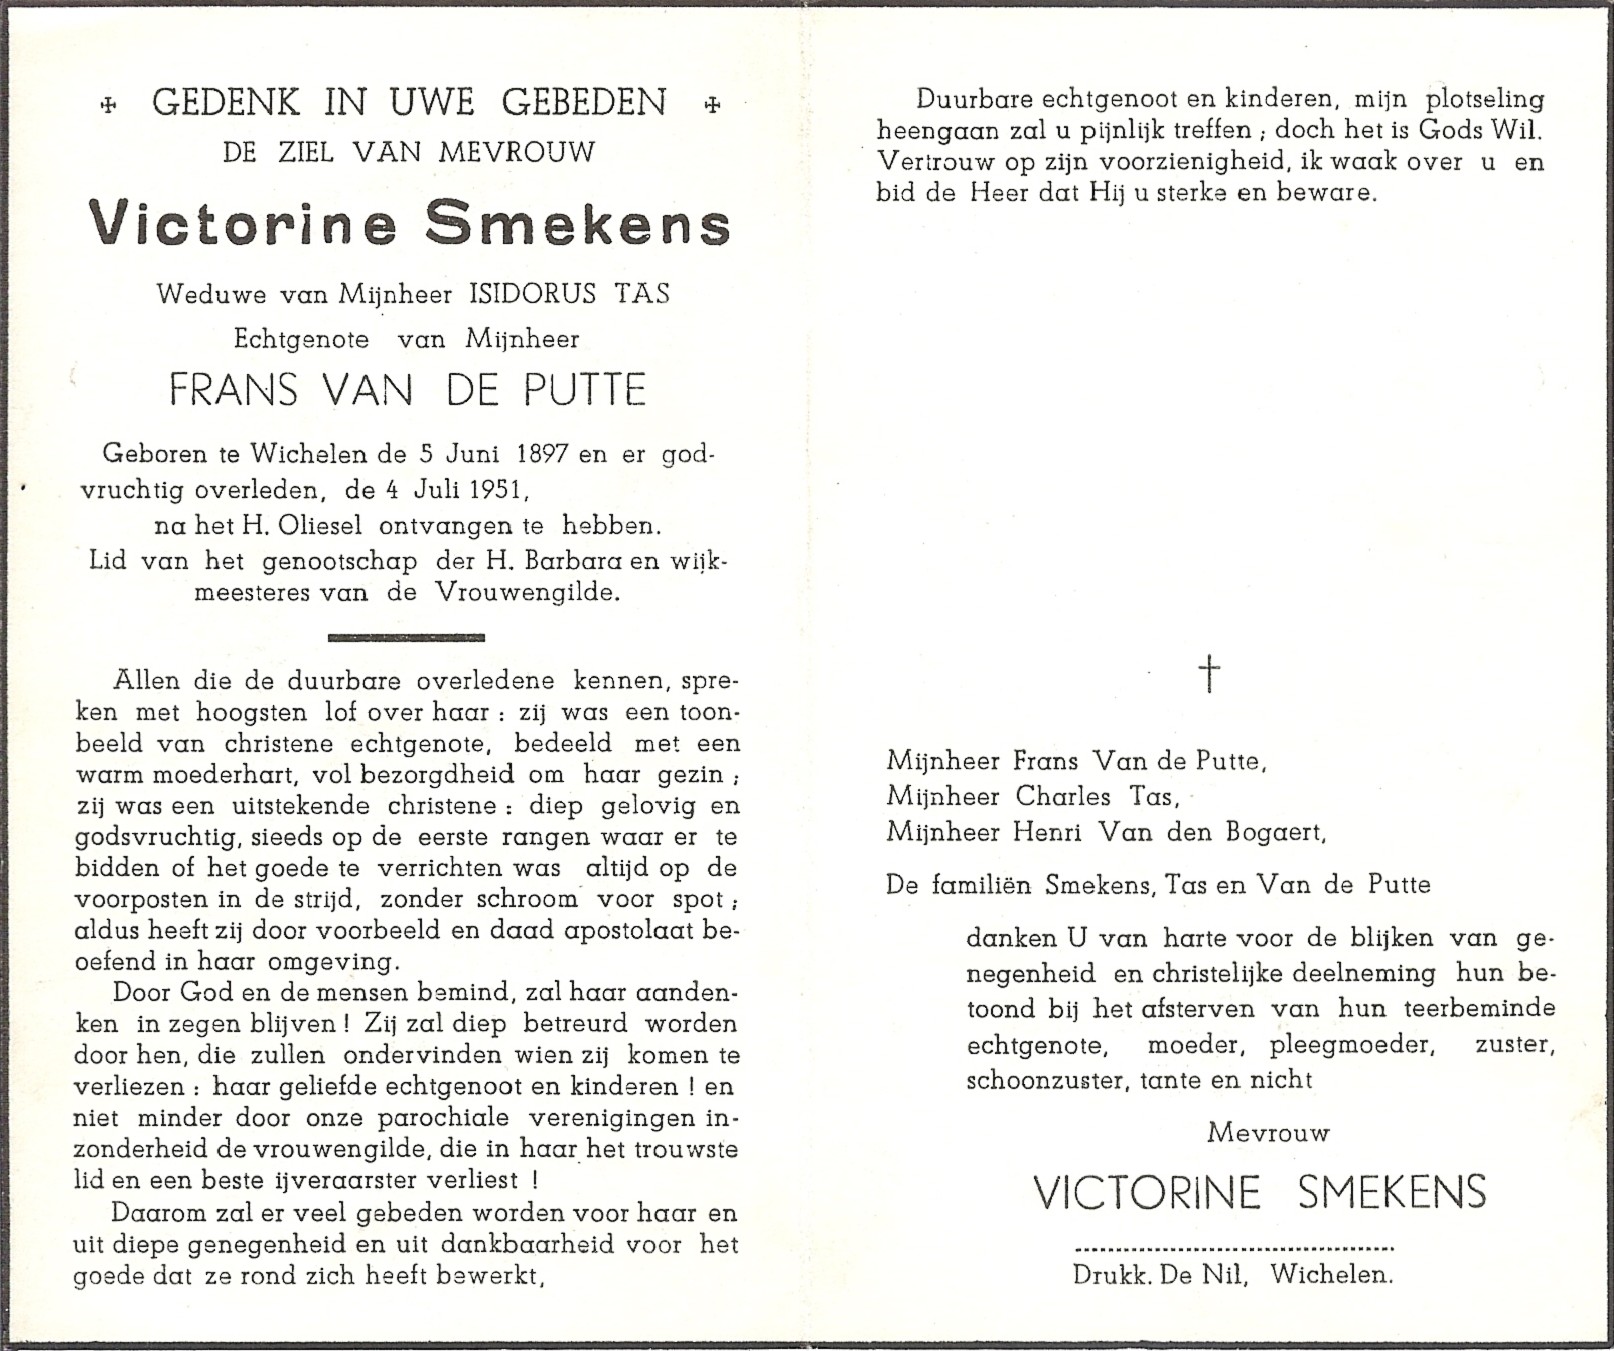 ✠ GEDENK IN UWE GEBEDEN ✠
DE ZIEL VAN MEVROUW
Victorine Smekens
Weduwe van Mijnheer ISIDORUS TAS
Echtgenote van Mijnheer
FRANS VAN DE PUTTE
Geboren te Wichelen de 5 Juni 1897 en er god-
vruchtig overleden, de 4 Juli 1951,
na het H. Oliesel ontvangen te hebben.
Lid van het genootschap der H. Barbara en wijk-
meesteres van de Vrouwengilde.
Allen die de duurbare overledene kennen, spre-
ken met hoogsten lof over haar : zij was een toon-
beeld van christene echtgenote, bedeeld met een
warm moederhart, vol bezorgdheid om haar gezin ;
zij was een uitstekende christene : diep gelovig en
godsvruchtig, sieeds op de eerste rangen waar er te
bidden of het goede te verrichten was altijd op de
voorposten in de strijd, zonder schroom voor spot ;
aldus heeft zij door voorbeeld en daad apostolaat be-
oefend in haar omgeving.
Door God en de mensen bemind, zal haar aanden-
ken in zegen blijven ! Zij zal diep betreurd worden
door hen, die zullen ondervinden wien zij komen te
verliezen : haar geliefde echtgenoot en kinderen ! en
niet minder door onze parochiale verenigingen in-
zonderheid de vrouwengilde, die in haar het trouwste
lid en een beste ijveraarster verliest !
Daarom zal er veel gebeden worden voor haar en
uit diepe genegenheid en uit dankbaarheid voor het
goede dat ze rond zich heeft bewerkt,
Duurbare echtgenoot en kinderen, mijn plotseling
heengaan zal u pijnlijk treffen ; doch het is Gods Wil.
Vertrouw op zijn voorzienigheid, ik waak over u en
bid de Heer dat Hij u sterke en beware.
†
Mijnheer Frans Van de Putte,
Mijnheer Charles Tas,
Mijnheer Henri Van den Bogaert,
De familiën Smekens, Tas en Van de Putte
danken U van harte voor de blijken van ge-
negenheid en christelijke deelneming hun be-
toond bij het afsterven van hun teerbeminde
echtgenote, moeder, pleegmoeder, zuster,
schoonzuster, tante en nicht
Mevrouw
VICTORINE SMEKENS
Drukk. De Nil, Wichelen.